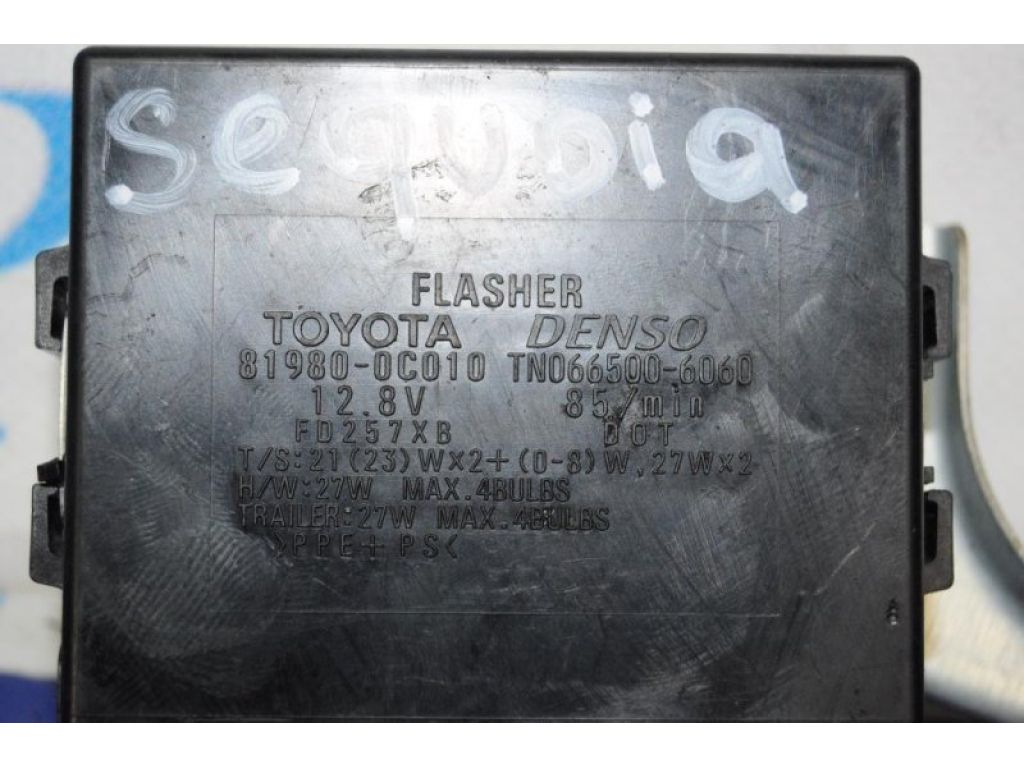 Sequoia
FLASHER
TOYOTA DENSO
81980-0C010 TN066500-6060
12.8V 85/min
FD257XB DOT
T/S:21(23)W×2+(0-8)W,27W×2
H/W:27W MAX.4BULBS
TRAILER:27W MAX.4BULBS
>PPE+PS<